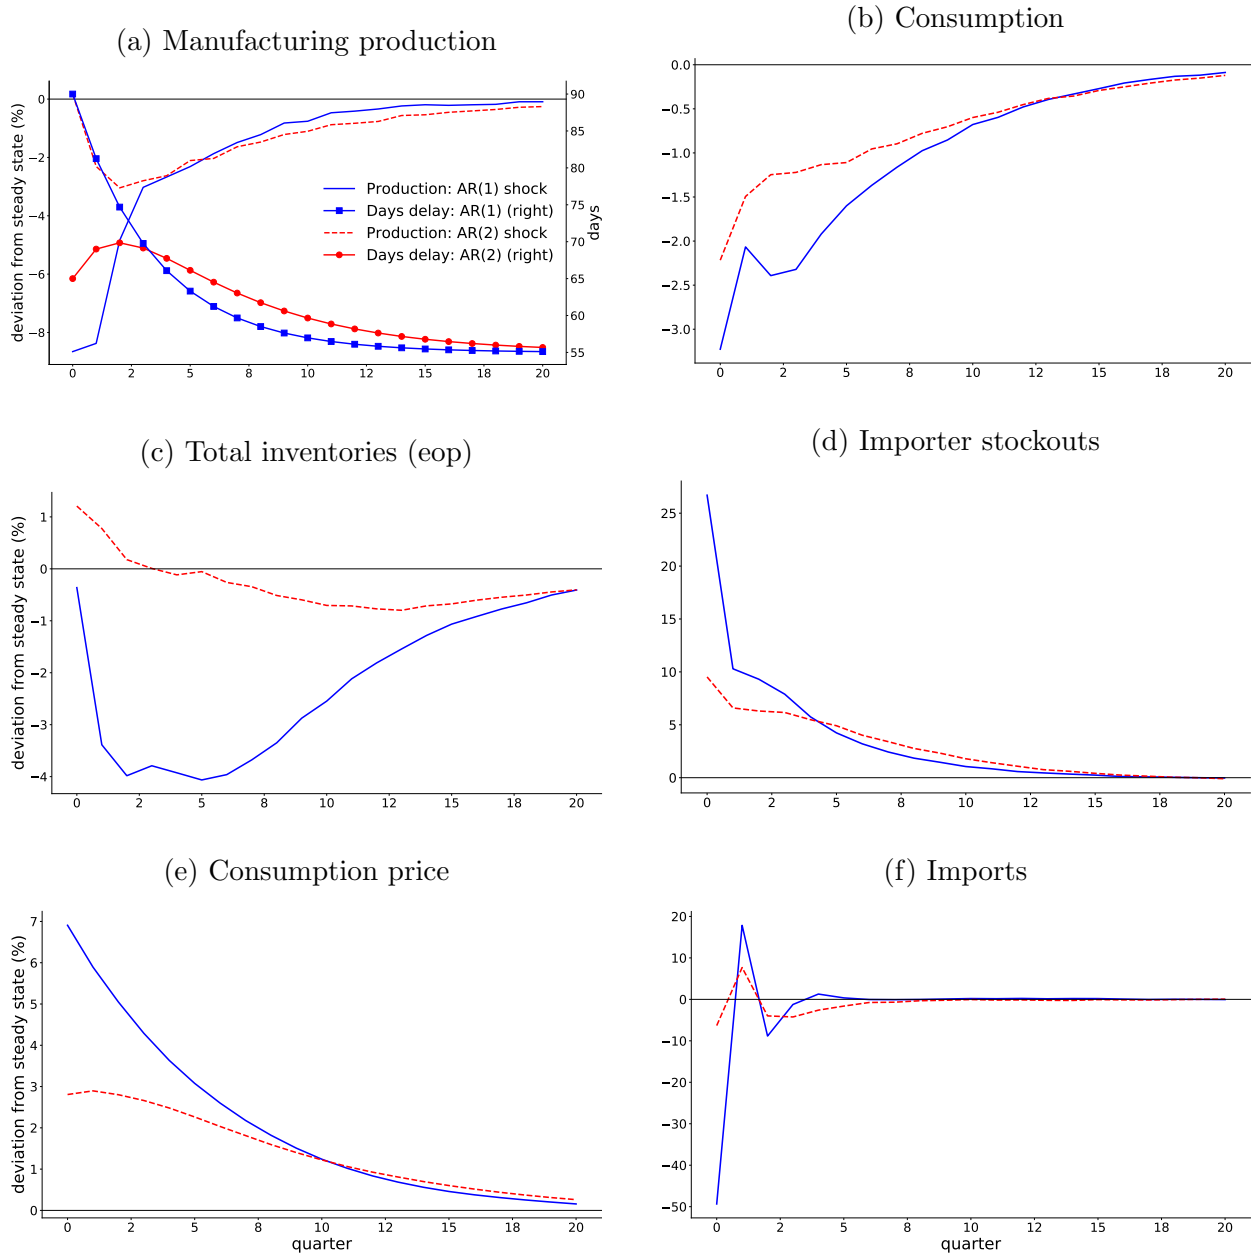 (a) Manufacturing production
deviation from steady state (%)
0
−2
−4
−6
−8
90
85
80
75
70
65
60
55
days
Production: AR(1) shock
Days delay: AR(1) (right)
Production: AR(2) shock
Days delay: AR(2) (right)
0 2 5 8 10 12 15 18 20
(b) Consumption
0.0
−0.5
−1.0
−1.5
−2.0
−2.5
−3.0
0 2 5 8 10 12 15 18 20
(c) Total inventories (eop)
deviation from steady state (%)
1
0
−1
−2
−3
−4
0 2 5 8 10 12 15 18 20
(d) Importer stockouts
25
20
15
10
5
0
0 2 5 8 10 12 15 18 20
(e) Consumption price
deviation from steady state (%)
7
6
5
4
3
2
1
0
0 2 5 8 10 12 15 18 20
quarter
(f) Imports
20
10
0
−10
−20
−30
−40
−50
0 2 5 8 10 12 15 18 20
quarter